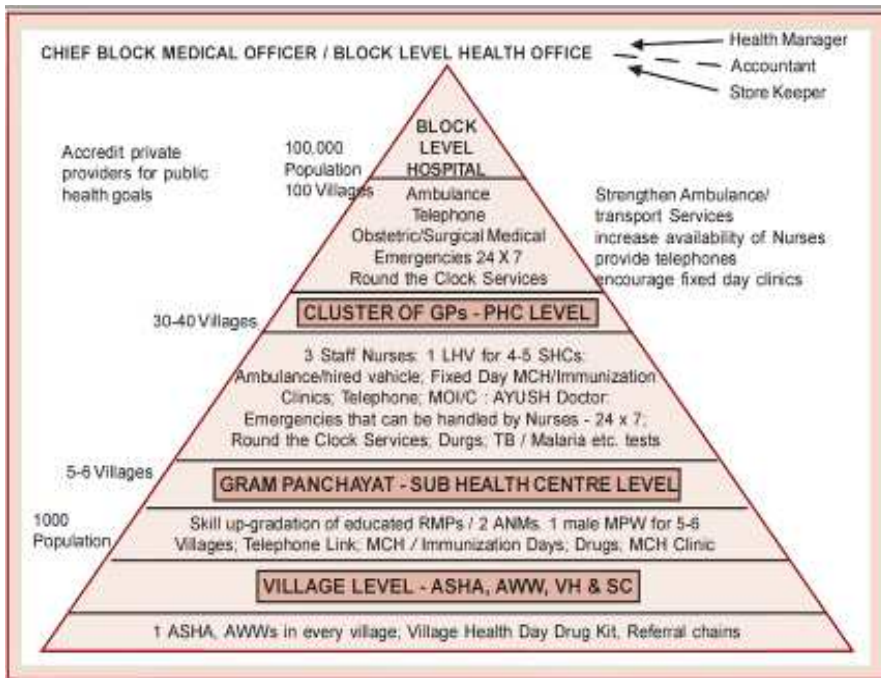 CHIEF BLOCK MEDICAL OFFICER / BLOCK LEVEL HEALTH OFFICE
Health Manager
Accountant
Store Keeper
Accredit private
providers for public
health goals
100,000
Population
100 Villages
BLOCK
LEVEL
HOSPITAL
Ambulance
Telephone
Obstetric/Surgical Medical
Emergencies 24 X 7
Round the Clock Services
Strengthen Ambulance/
transport Services
increase availability of Nurses
provide telephones
encourage fixed day clinics
30-40 Villages
CLUSTER OF GPs - PHC LEVEL
3 Staff Nurses: 1 LHV for 4-5 SHCs:
Ambulance/hired vehicle; Fixed Day MCH/Immunization
Clinics; Telephone; MOI/C : AYUSH Doctor:
Emergencies that can be handled by Nurses - 24 x 7;
Round the Clock Services; Durgs; TB / Malaria etc. tests
5-6 Villages
GRAM PANCHAYAT - SUB HEALTH CENTRE LEVEL
1000
Population
Skill up-gradation of educated RMPs / 2 ANMs. 1 male MPW for 5-6
Villages; Telephone Link; MCH / Immunization Days; Drugs; MCH Clinic
VILLAGE LEVEL - ASHA, AWW, VH & SC
1 ASHA, AWWs in every village; Village Health Day Drug Kit, Referral chains